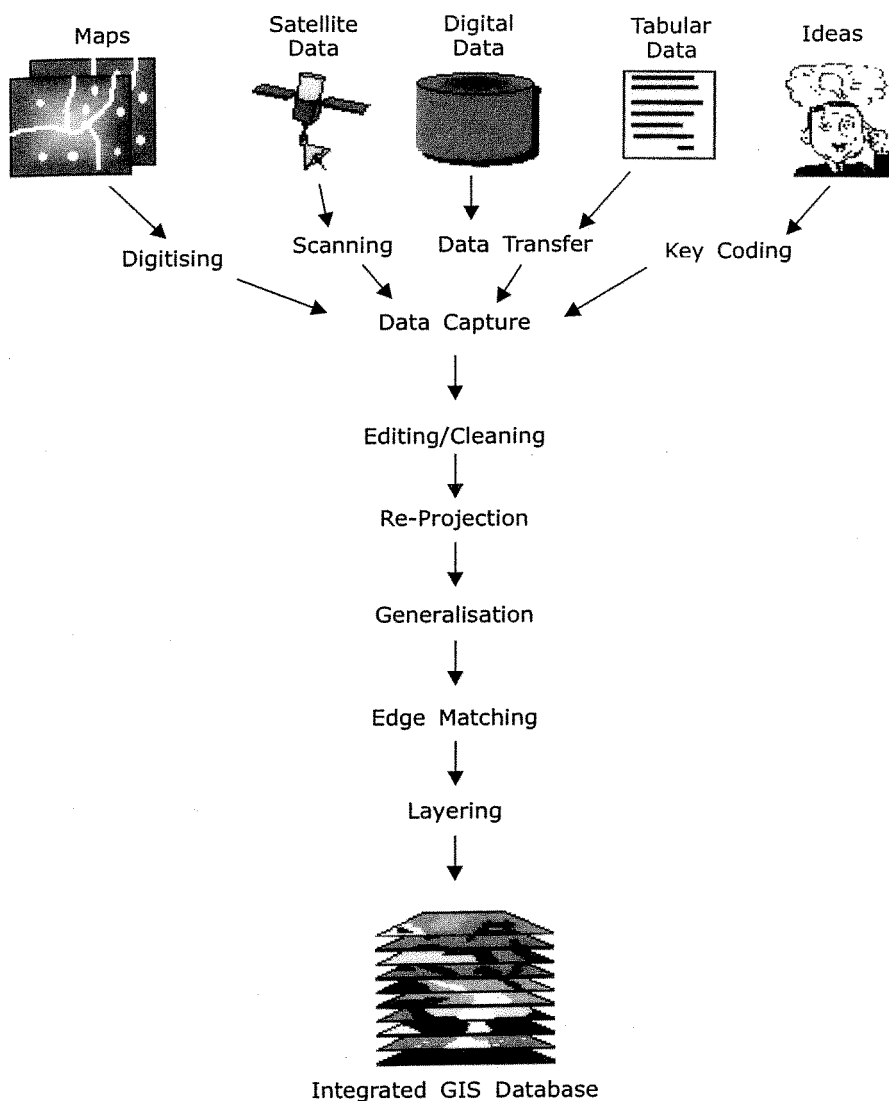 Maps
Satellite
Data
Digital
Data
Tabular
Data
Ideas
Digitising
Scanning
Data Transfer
Key Coding
Data Capture
Editing/Cleaning
Re-Projection
Generalisation
Edge Matching
Layering
Integrated GIS Database